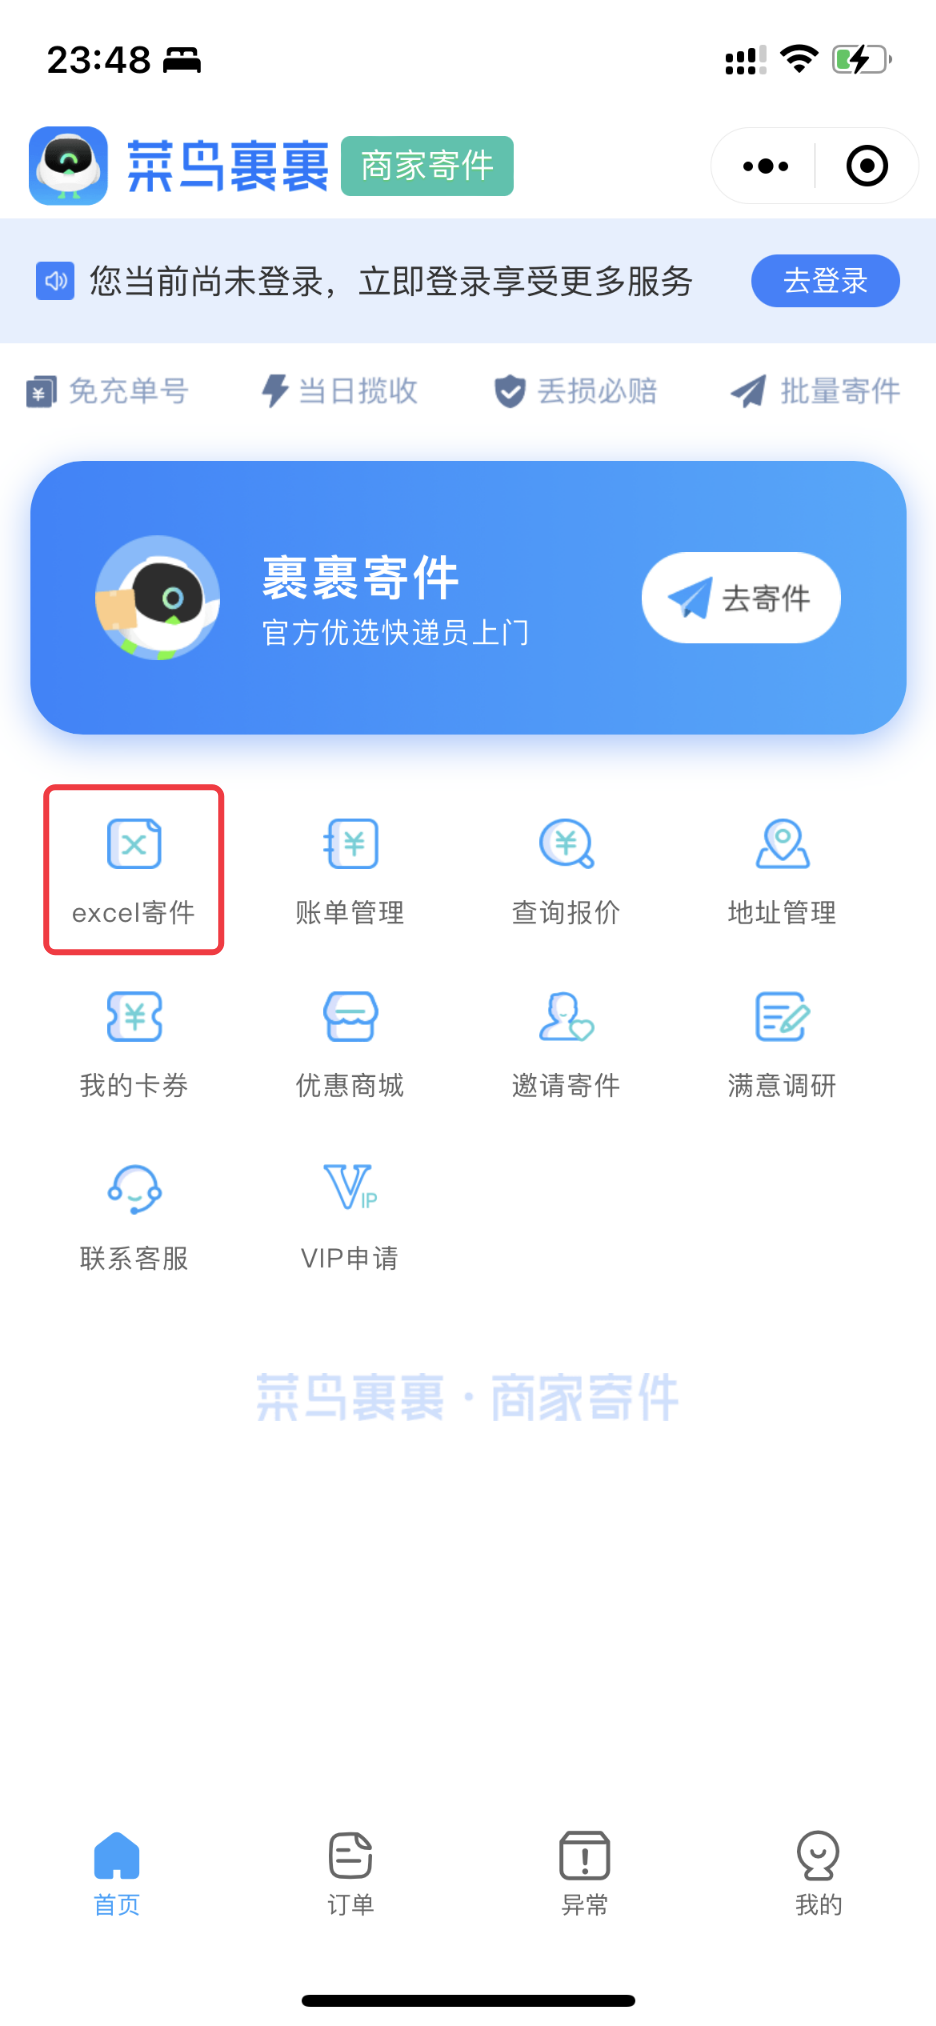 23:48
菜鸟裹裹 商家寄件
您当前尚未登录，立即登录享受更多服务 去登录
免充单号 当日揽收 丢损必赔 批量寄件
裹裹寄件
官方优选快递员上门
去寄件
excel寄件 账单管理 查询报价 地址管理
我的卡券 优惠商城 邀请寄件 满意调研
联系客服 VIP申请
菜鸟裹裹·商家寄件
首页 订单 异常 我的